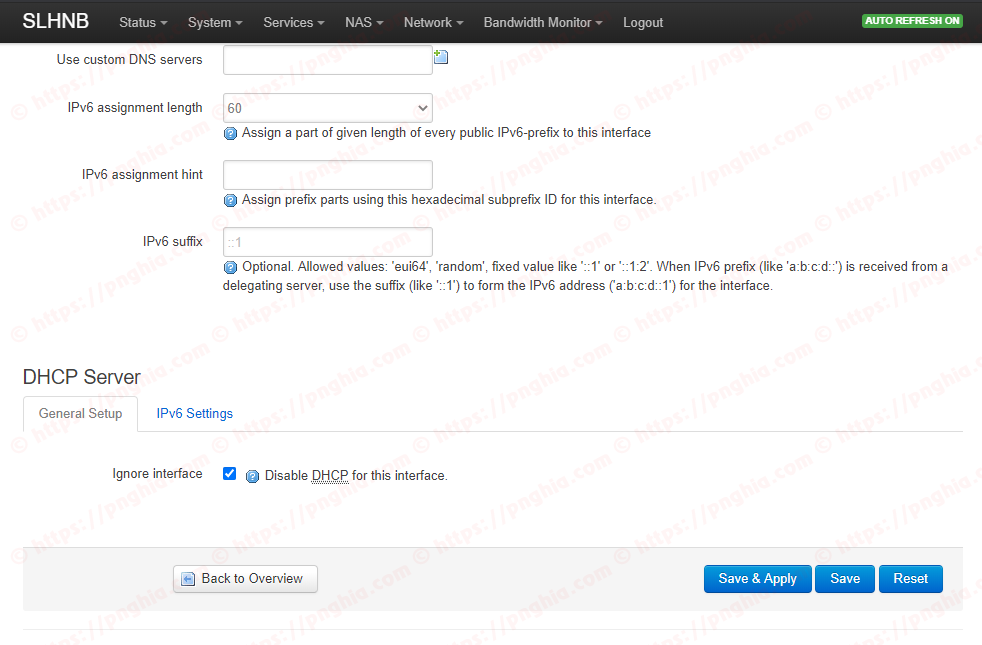 SLHNB Status System Services NAS Network Bandwidth Monitor Logout AUTO REFRESH ON
Use custom DNS servers
IPv6 assignment length 60
Assign a part of given length of every public IPv6-prefix to this interface
IPv6 assignment hint
Assign prefix parts using this hexadecimal subprefix ID for this interface.
IPv6 suffix ::1
Optional. Allowed values: 'eui64', 'random', fixed value like '::1' or '::1:2'. When IPv6 prefix (like 'a:b:c:d::') is received from a
delegating server, use the suffix (like '::1') to form the IPv6 address ('a:b:c:d::1') for the interface.
DHCP Server
General Setup IPv6 Settings
Ignore interface Disable DHCP for this interface.
Back to Overview Save & Apply Save Reset
© https://pnghia.com